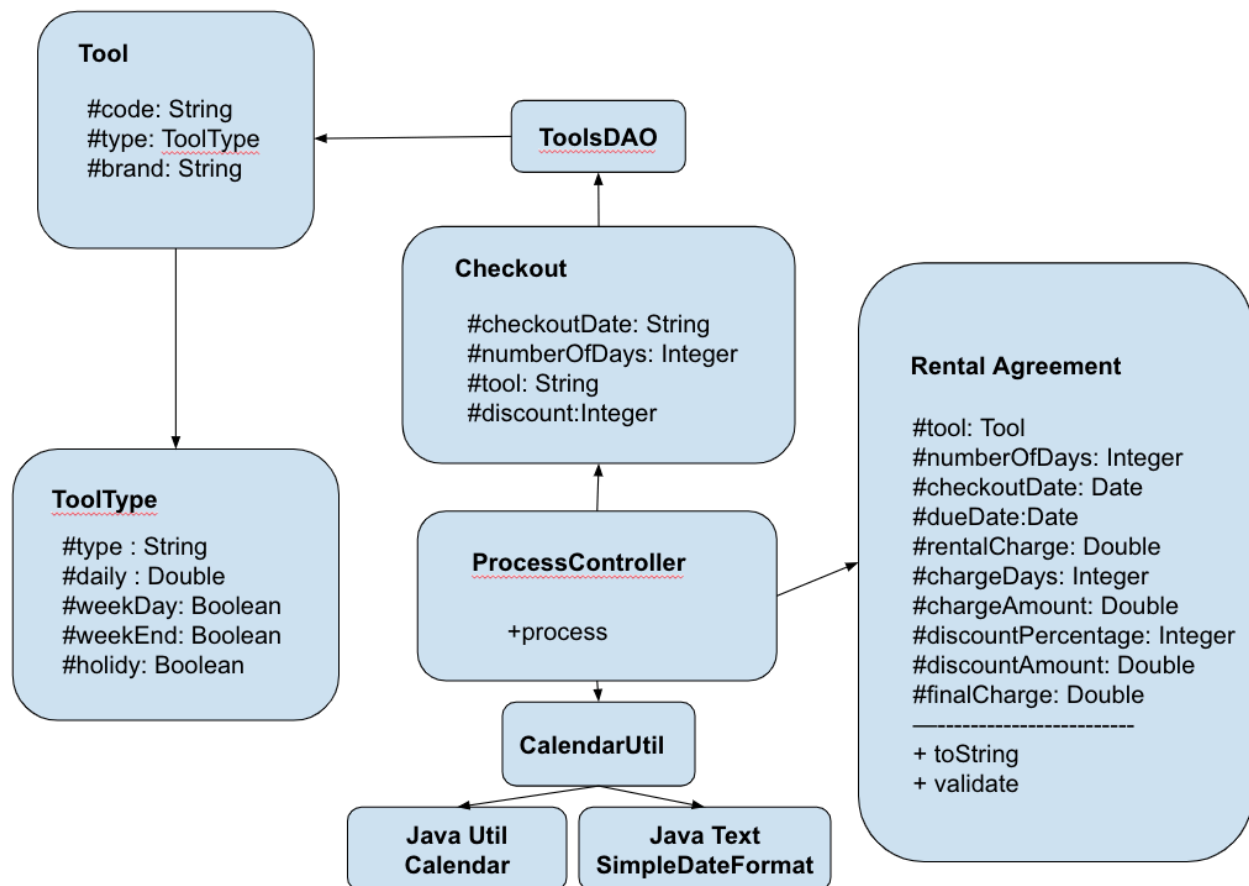 Tool
#code: String
#type: ToolType
#brand: String
ToolsDAO
Checkout
#checkoutDate: String
#numberOfDays: Integer
#tool: String
#discount:Integer
Rental Agreement
#tool: Tool
#numberOfDays: Integer
#checkoutDate: Date
#dueDate:Date
#rentalCharge: Double
#chargeDays: Integer
#chargeAmount: Double
#discountPercentage: Integer
#discountAmount: Double
#finalCharge: Double
—------------------------
+ toString
+ validate
ToolType
#type : String
#daily : Double
#weekDay: Boolean
#weekEnd: Boolean
#holidy: Boolean
ProcessController
+process
CalendarUtil
Java Util
Calendar
Java Text
SimpleDateFormat